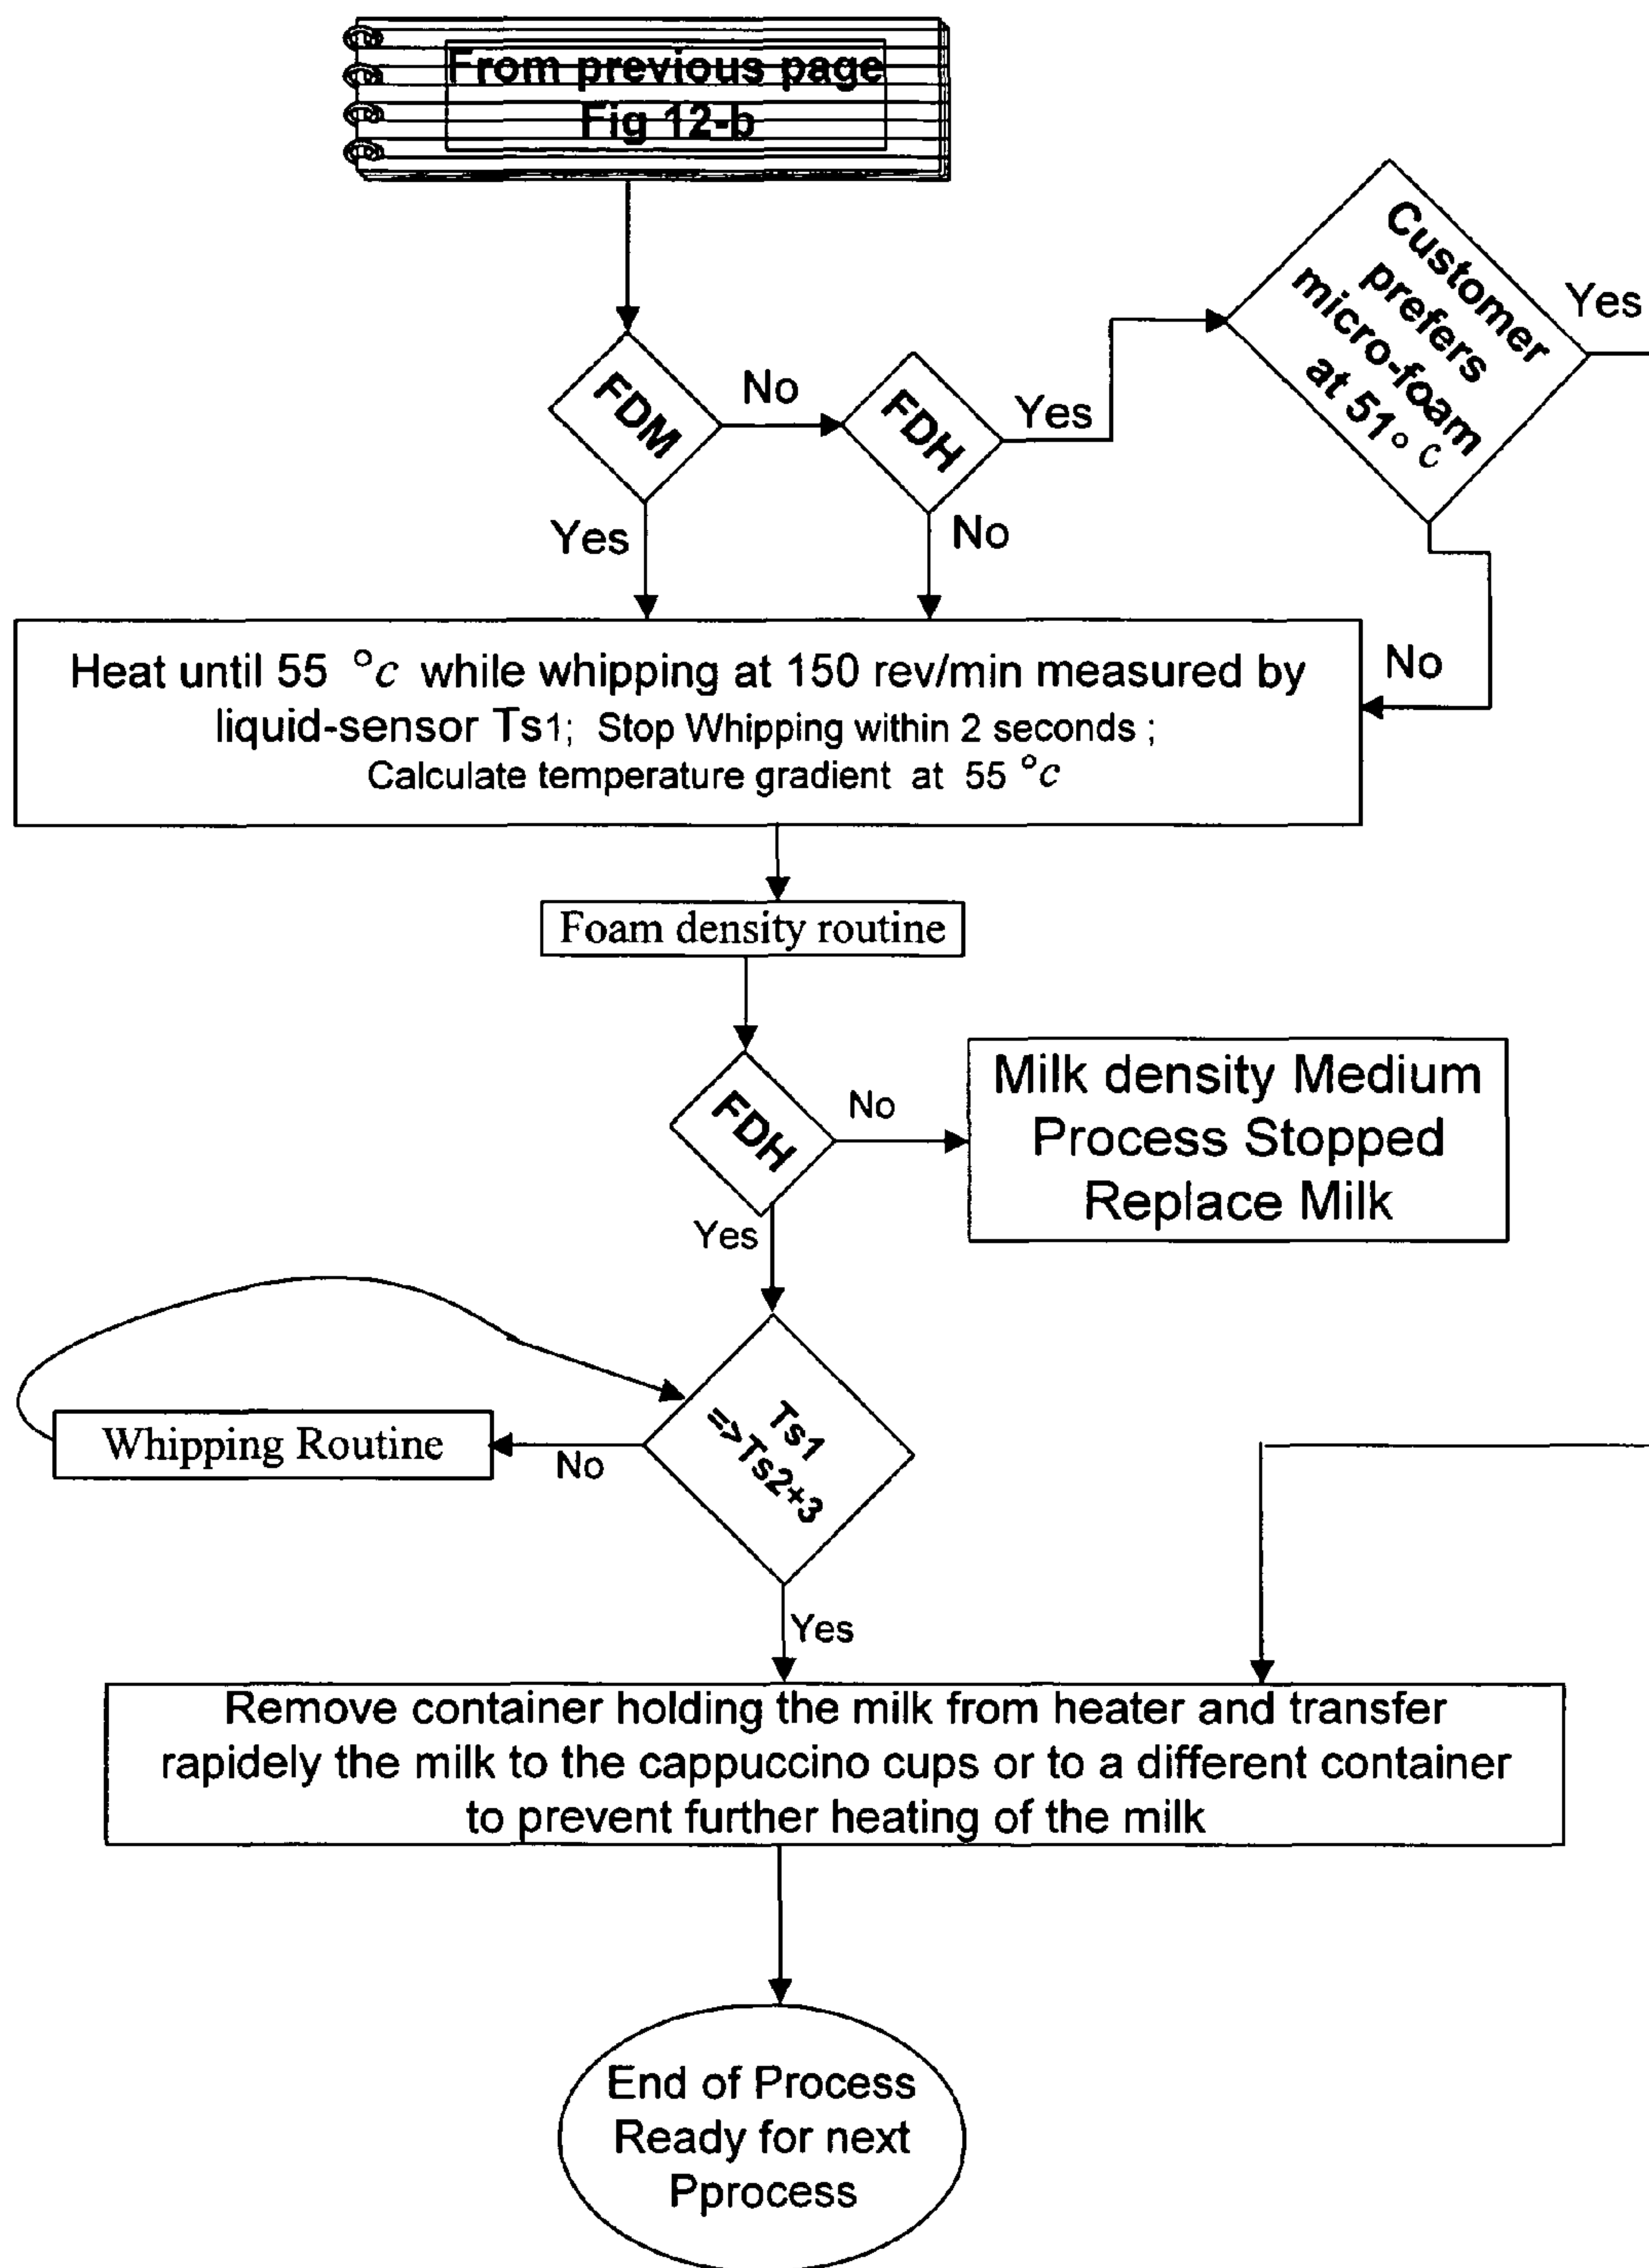 From previous page
Fig 12-b
Customer
prefers
micro-foam
at 51° c
Yes
FDM
No
FDH
Yes
Yes
No
No
Heat until 55 °c while whipping at 150 rev/min measured by
liquid-sensor Ts1; Stop Whipping within 2 seconds ;
Calculate temperature gradient at 55 °c
Foam density routine
FDH
No
Milk density Medium
Process Stopped
Replace Milk
Yes
Ts1
=>Ts2+3
Whipping Routine
No
Yes
Remove container holding the milk from heater and transfer
rapidely the milk to the cappuccino cups or to a different container
to prevent further heating of the milk
End of Process
Ready for next
Pprocess